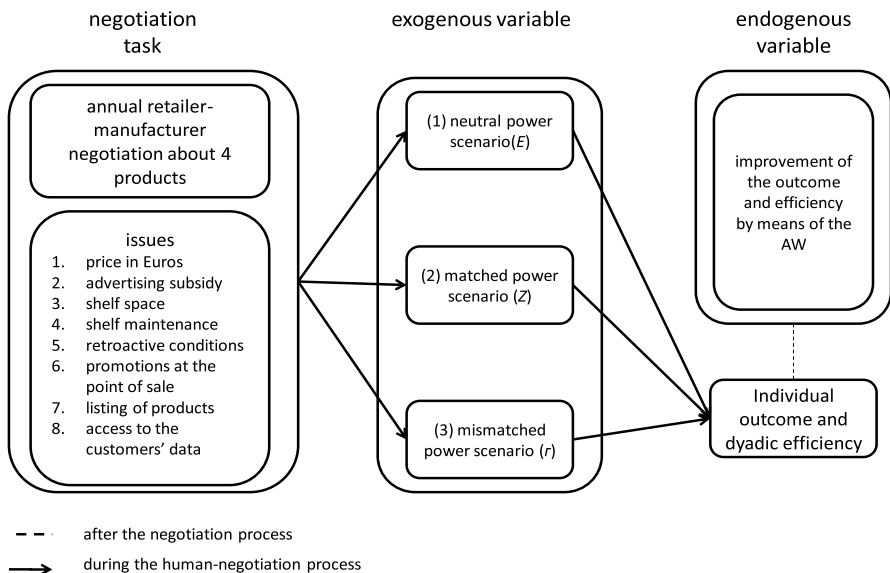 negotiation
task
exogenous variable
endogenous
variable
annual retailer-
manufacturer
negotiation about 4
products
issues
1. price in Euros
2. advertising subsidy
3. shelf space
4. shelf maintenance
5. retroactive conditions
6. promotions at the
point of sale
7. listing of products
8. access to the
customers’ data
(1) neutral power
scenario(E)
(2) matched power
scenario (Z)
(3) mismatched
power scenario (r)
improvement of
the outcome
and efficiency
by means of the
AW
Individual
outcome and
dyadic efficiency
after the negotiation process
during the human-negotiation process